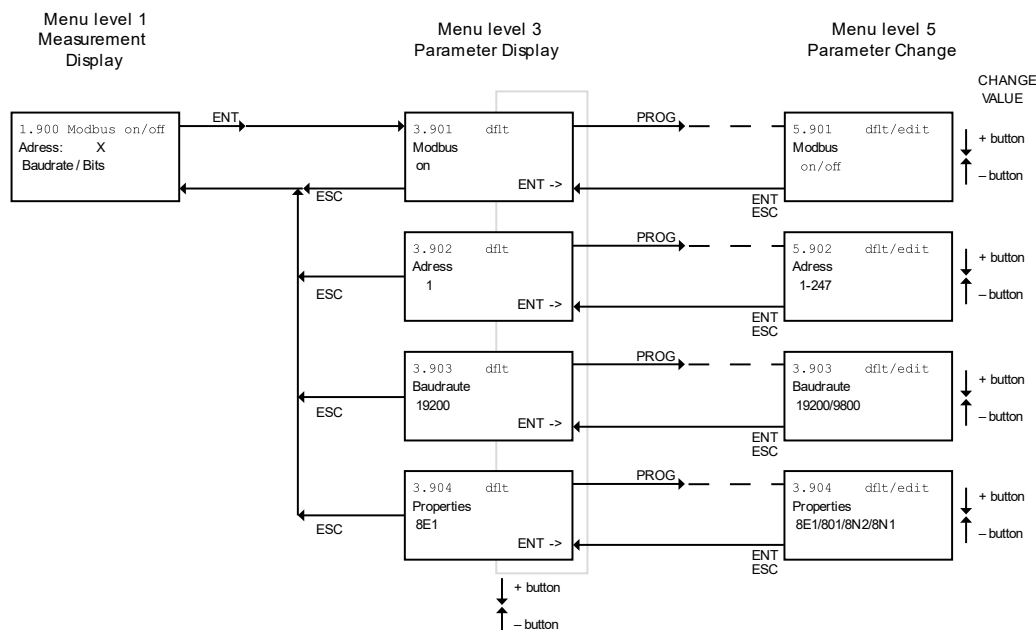 Menu level 1
Measurement
Display
Menu level 3
Parameter Display
Menu level 5
Parameter Change
CHANGE
VALUE
1.900 Modbus on/off
Adress: X
Baudrate / Bits
ENT
ESC
3.901 dflt
Modbus
on
ENT ->
PROG
ENT
ESC
5.901 dflt/edit
Modbus
on/off
+ button
– button
3.902 dflt
Adress
1
ENT ->
ESC
PROG
ENT
ESC
5.902 dflt/edit
Adress
1-247
+ button
– button
3.903 dflt
Baudraute
19200
ENT ->
ESC
PROG
ENT
ESC
3.903 dflt/edit
Baudraute
19200/9800
+ button
– button
3.904 dflt
Properties
8E1
ENT ->
ESC
PROG
ENT
ESC
3.904 dflt/edit
Properties
8E1/801/8N2/8N1
+ button
– button
+ button
– button